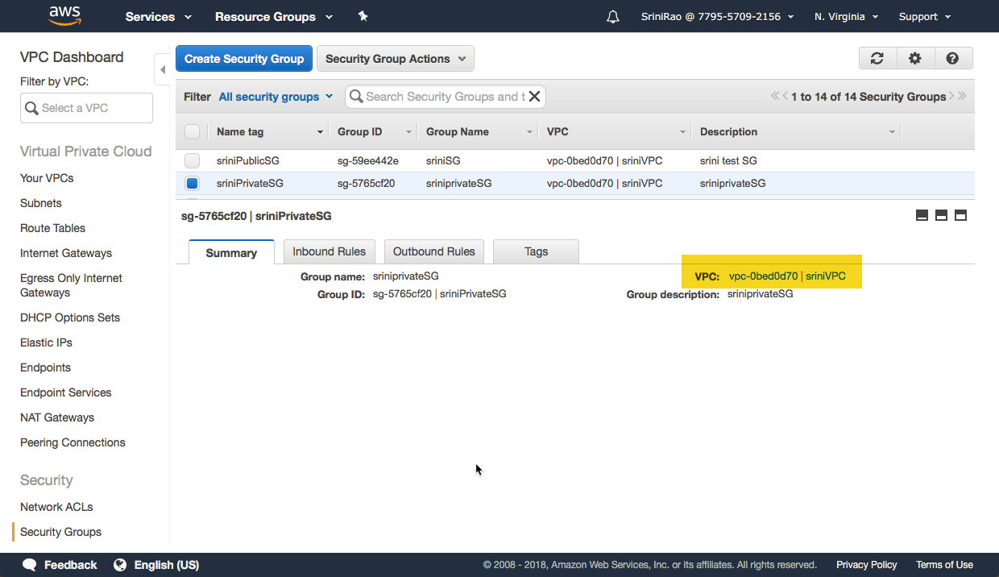 aws Services Resource Groups SriniRao @ 7795-5709-2156 N. Virginia Support
VPC Dashboard
Filter by VPC:
Select a VPC
Virtual Private Cloud
Your VPCs
Subnets
Route Tables
Internet Gateways
Egress Only Internet
Gateways
DHCP Options Sets
Elastic IPs
Endpoints
Endpoint Services
NAT Gateways
Peering Connections
Security
Network ACLs
Security Groups
Create Security Group Security Group Actions
Filter All security groups Search Security Groups and t 1 to 14 of 14 Security Groups
Name tag Group ID Group Name VPC Description
sriniPublicSG sg-59ee442e sriniSG vpc-0bed0d70 | sriniVPC srini test SG
sriniPrivateSG sg-5765cf20 sriniprivateSG vpc-0bed0d70 | sriniVPC sriniprivateSG
sg-5765cf20 | sriniPrivateSG
Summary Inbound Rules Outbound Rules Tags
Group name: sriniprivateSG VPC: vpc-0bed0d70 | sriniVPC
Group ID: sg-5765cf20 | sriniPrivateSG Group description: sriniprivateSG
Feedback English (US) © 2008 - 2018, Amazon Web Services, Inc. or its affiliates. All rights reserved. Privacy Policy Terms of Use